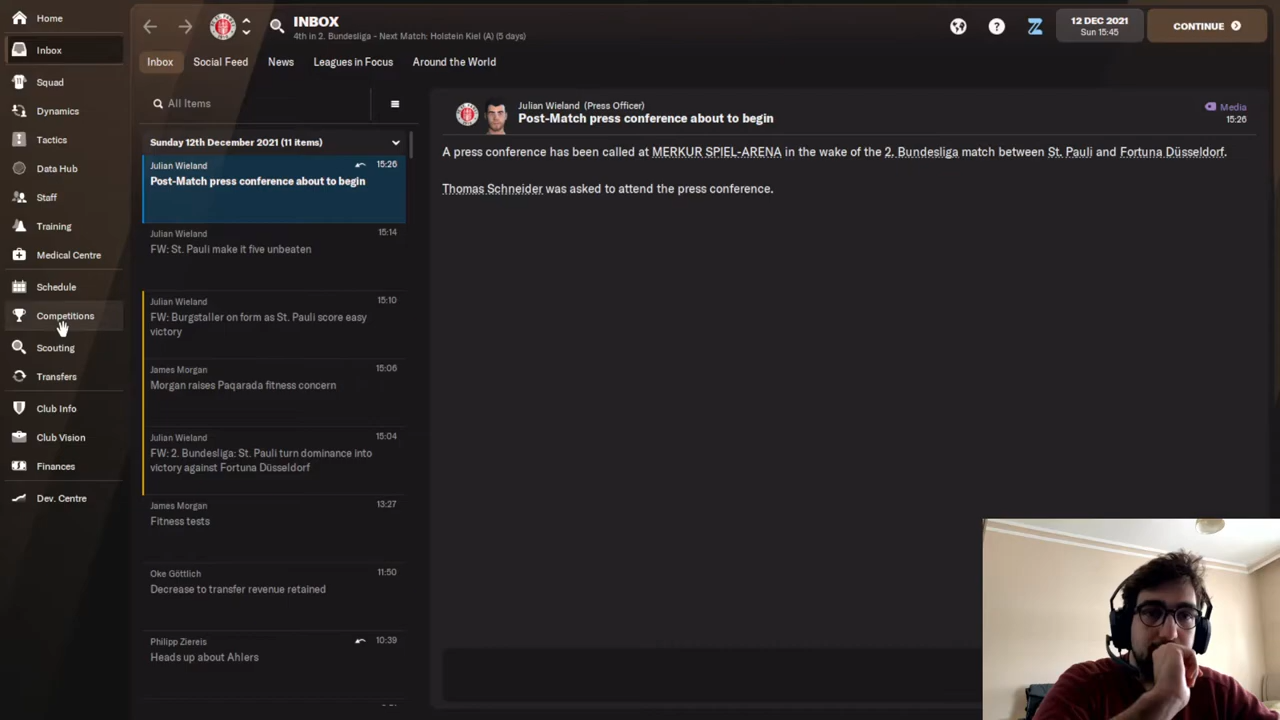 Home
Inbox
Squad
Dynamics
Tactics
Data Hub
Staff
Training
Medical Centre
Schedule
Competitions
Scouting
Transfers
Club Info
Club Vision
Finances
Dev. Centre
INBOX
4th in 2. Bundesliga - Next Match: Holstein Kiel (A) (5 days)
12 DEC 2021
Sun 15:45
CONTINUE
Inbox Social Feed News Leagues in Focus Around the World
All Items
Sunday 12th December 2021 (11 items)
Julian Wieland 15:26
Post-Match press conference about to begin
Julian Wieland 15:14
FW: St. Pauli make it five unbeaten
Julian Wieland 15:10
FW: Burgstaller on form as St. Pauli score easy
victory
James Morgan 15:06
Morgan raises Paqarada fitness concern
Julian Wieland 15:04
FW: 2. Bundesliga: St. Pauli turn dominance into
victory against Fortuna Düsseldorf
James Morgan 13:27
Fitness tests
Oke Göttlich 11:50
Decrease to transfer revenue retained
Philipp Ziereis 10:39
Heads up about Ahlers
Julian Wieland (Press Officer)
Post-Match press conference about to begin
Media
15:26
A press conference has been called at MERKUR SPIEL-ARENA in the wake of the 2. Bundesliga match between St. Pauli and Fortuna Düsseldorf.
Thomas Schneider was asked to attend the press conference.